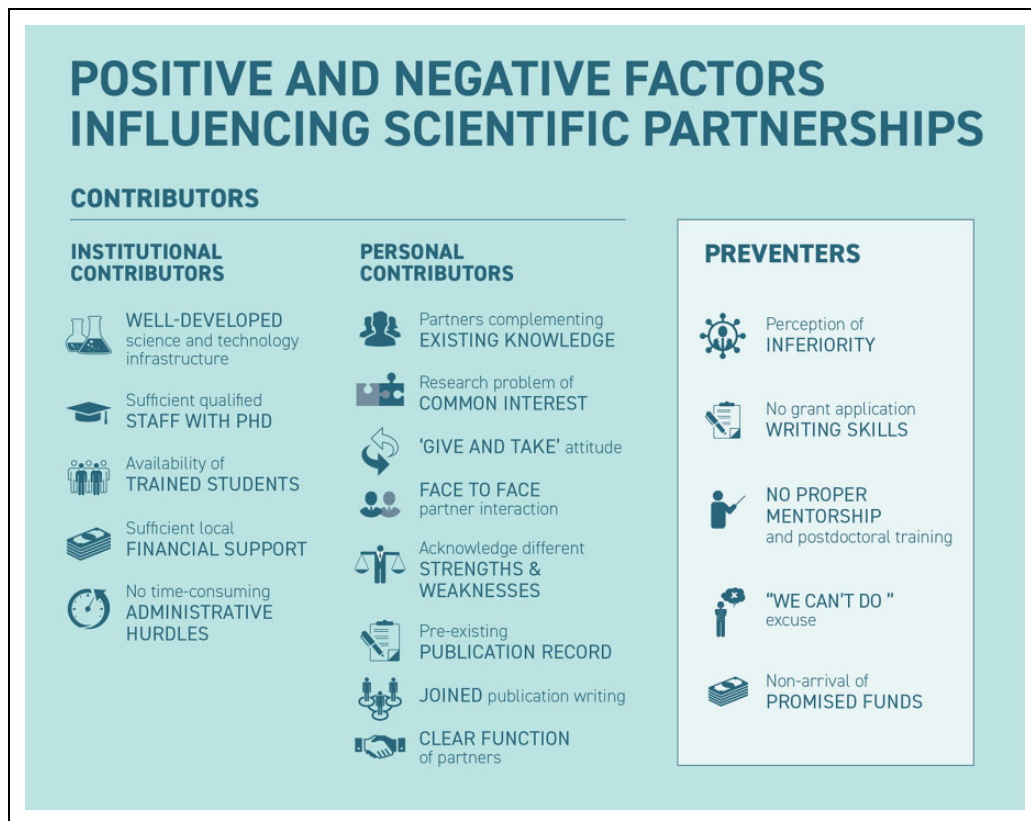 POSITIVE AND NEGATIVE FACTORS
INFLUENCING SCIENTIFIC PARTNERSHIPS
CONTRIBUTORS
INSTITUTIONAL
CONTRIBUTORS
WELL-DEVELOPED
science and technology
infrastructure
Sufficient qualified
STAFF WITH PHD
Availability of
TRAINED STUDENTS
Sufficient local
FINANCIAL SUPPORT
No time-consuming
ADMINISTRATIVE
HURDLES
PERSONAL
CONTRIBUTORS
Partners complementing
EXISTING KNOWLEDGE
Research problem of
COMMON INTEREST
'GIVE AND TAKE' attitude
FACE TO FACE
partner interaction
Acknowledge different
STRENGTHS &
WEAKNESSES
Pre-existing
PUBLICATION RECORD
JOINED publication writing
CLEAR FUNCTION
of partners
PREVENTERS
Perception of
INFERIORITY
No grant application
WRITING SKILLS
NO PROPER
MENTORSHIP
and postdoctoral training
"WE CAN'T DO "
excuse
Non-arrival of
PROMISED FUNDS